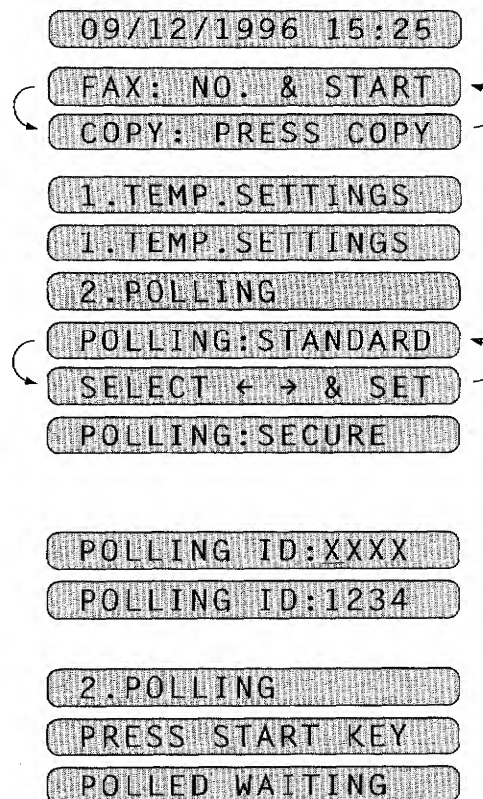 09/12/1996 15:25
FAX: NO. & START
COPY: PRESS COPY
1.TEMP.SETTINGS
1.TEMP.SETTINGS
2.POLLING
POLLING:STANDARD
SELECT ← → & SET
POLLING:SECURE
POLLING ID:XXXX
POLLING ID:1234
2.POLLING
PRESS START KEY
POLLED WAITING